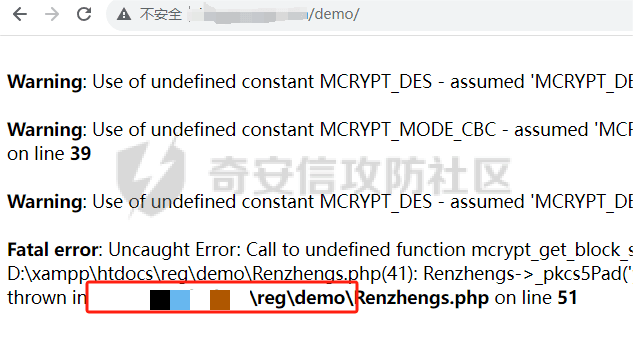 不安全 /demo/
Warning: Use of undefined constant MCRYPT_DES - assumed 'MCRYPT_DE
Warning: Use of undefined constant MCRYPT_MODE_CBC - assumed 'MCR
on line 39
奇安信攻防社区
Warning: Use of undefined constant MCRYPT_DES - assumed 'MCRYPT_DE
Fatal error: Uncaught Error: Call to undefined function mcrypt_get_block_s
D:\xampp\htdocs\reg\demo\Renzhengs.php(41): Renzhengs->_pkcs5Pad('
thrown in \reg\demo\Renzhengs.php on line 51